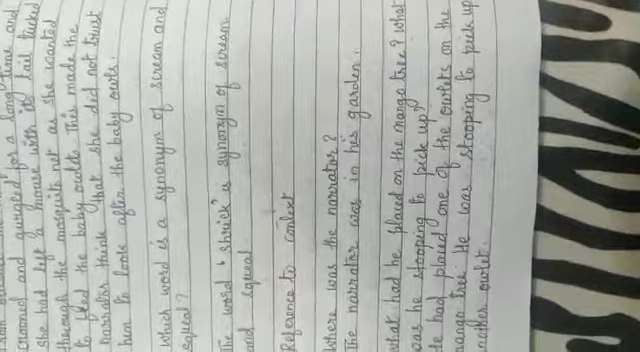 crooned and quivered for a long time and
she had left a mouse with its tail tucked
through the mosquito net as she wanted
to feed the baby owlets. This made the
narrator think that she did not trust
him to look after the baby owls.
which word is a synonym of scream and
squeal?
The word 'shriek' is synonym of scream
and squeal
Reference to context
Where was the narrator?
The narrator was in his garden.
what had he placed on the mango tree? what
was he stooping to pick up?
He had placed one of the owlets on the
mango tree He was stooping to pick up
another owlet.